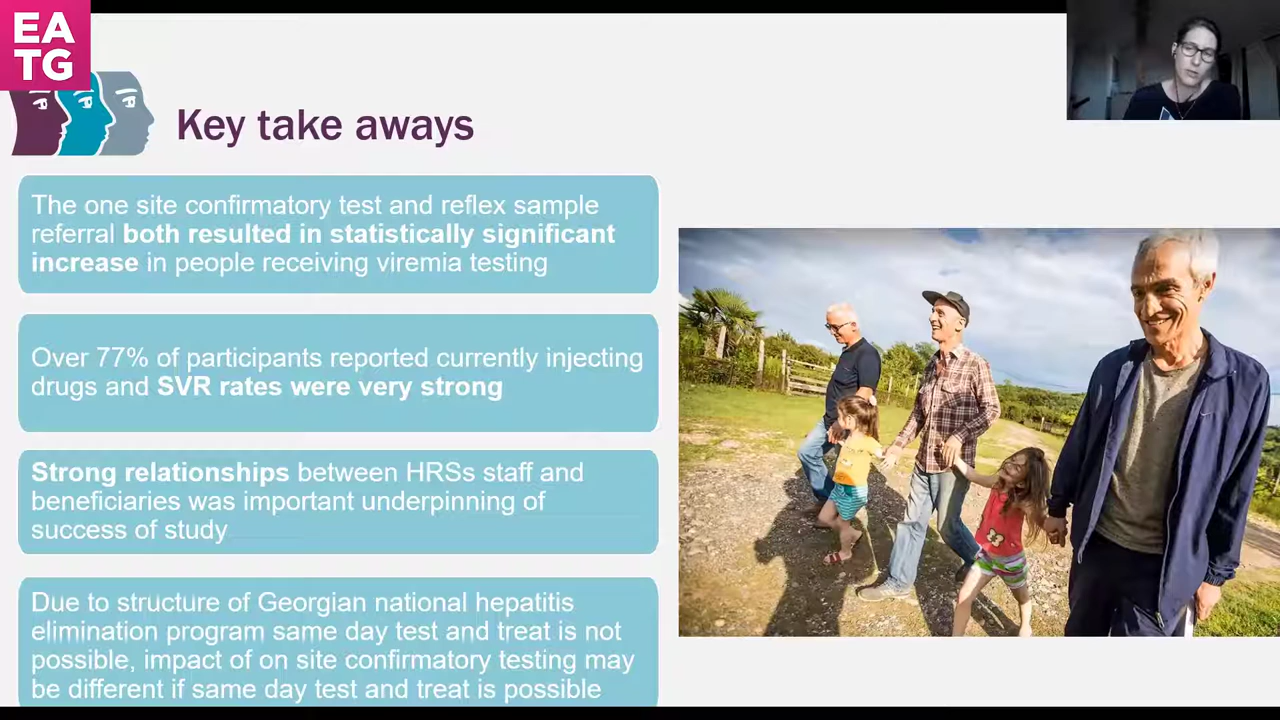 EA
TG
Key take aways
The one site confirmatory test and reflex sample
referral both resulted in statistically significant
increase in people receiving viremia testing
Over 77% of participants reported currently injecting
drugs and SVR rates were very strong
Strong relationships between HRSs staff and
beneficiaries was important underpinning of
success of study
Due to structure of Georgian national hepatitis
elimination program same day test and treat is not
possible, impact of on site confirmatory testing may
be different if same day test and treat is possible